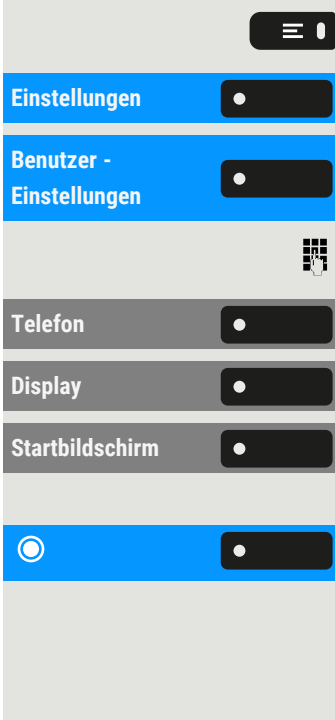 Einstellungen
Benutzer -
Einstellungen
Telefon
Display
Startbildschirm